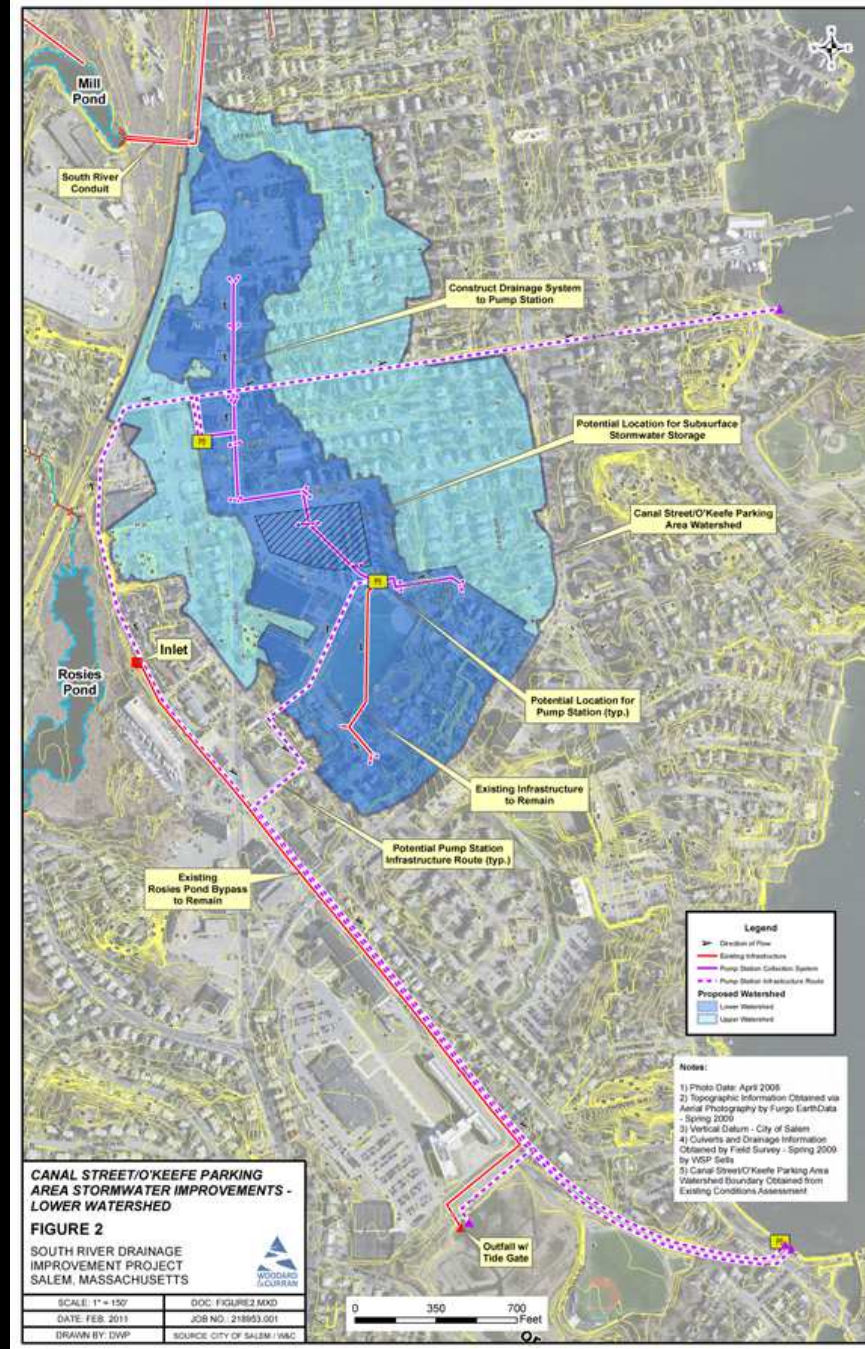 Mill
Pond
South River
Conduit
Construct Drainage System
to Pump Station
Potential Location for Subsurface
Stormwater Storage
PS
Canal Street/O'Keefe Parking
Area Watershed
PS
Inlet
Rosies
Pond
Potential Location for
Pump Station (typ.)
Existing Infrastructure
to Remain
Potential Pump Station
Infrastructure Route (typ.)
Existing
Rosies Pond Bypass
to Remain
Legend
Direction of Flow
Existing Infrastructure
Pump Station Collection System
Pump Station Infrastructure Route
Proposed Watershed
Lower Watershed
Upper Watershed
Notes:
1) Photo Date: April 2008
2) Topographic Information Obtained via
Aerial Photography by Furgo EarthData
- Spring 2009
3) Vertical Datum - City of Salem
4) Culverts and Drainage Information
Obtained by Field Survey - Spring 2009
by WSP Sells
5) Canal Street/O'Keefe Parking Area
Watershed Boundary Obtained from
Existing Conditions Assessment
PS
Outfall w/
Tide Gate
CANAL STREET/O'KEEFE PARKING
AREA STORMWATER IMPROVEMENTS -
LOWER WATERSHED
FIGURE 2
SOUTH RIVER DRAINAGE
IMPROVEMENT PROJECT
SALEM, MASSACHUSETTS
WOODARD
&CURRAN
SCALE: 1" = 150'
DOC: FIGURE2.MXD
DATE: FEB. 2011
JOB NO.: 218953.001
DRAWN BY: DWP
SOURCE: CITY OF SALEM / W&C
0 350 700
Feet